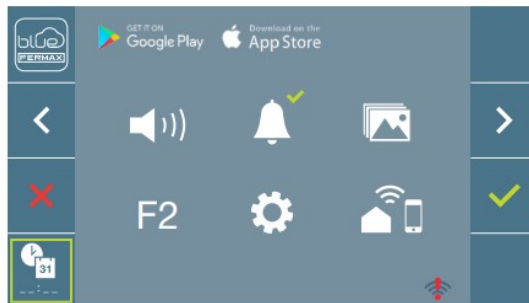 blue
FERMAX
GET IT ON
Google Play
Download on the
App Store
F2
31
--:--